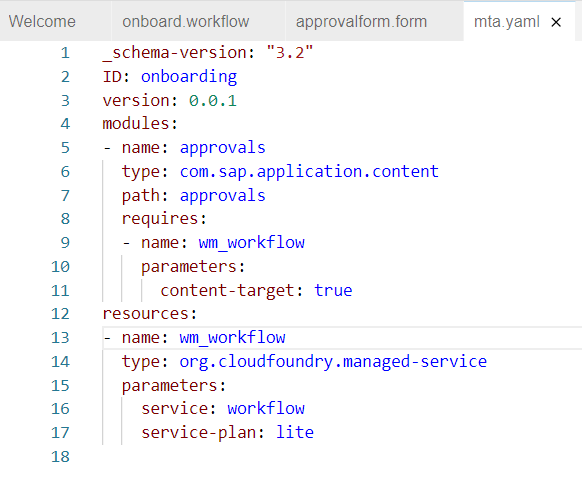 Welcome onboard.workflow approvalform.form mta.yaml ×
1 _schema-version: "3.2"
2 ID: onboarding
3 version: 0.0.1
4 modules:
5 - name: approvals
6 type: com.sap.application.content
7 path: approvals
8 requires:
9 - name: wm_workflow
10 parameters:
11 content-target: true
12 resources:
13 - name: wm_workflow
14 type: org.cloudfoundry.managed-service
15 parameters:
16 service: workflow
17 service-plan: lite
18